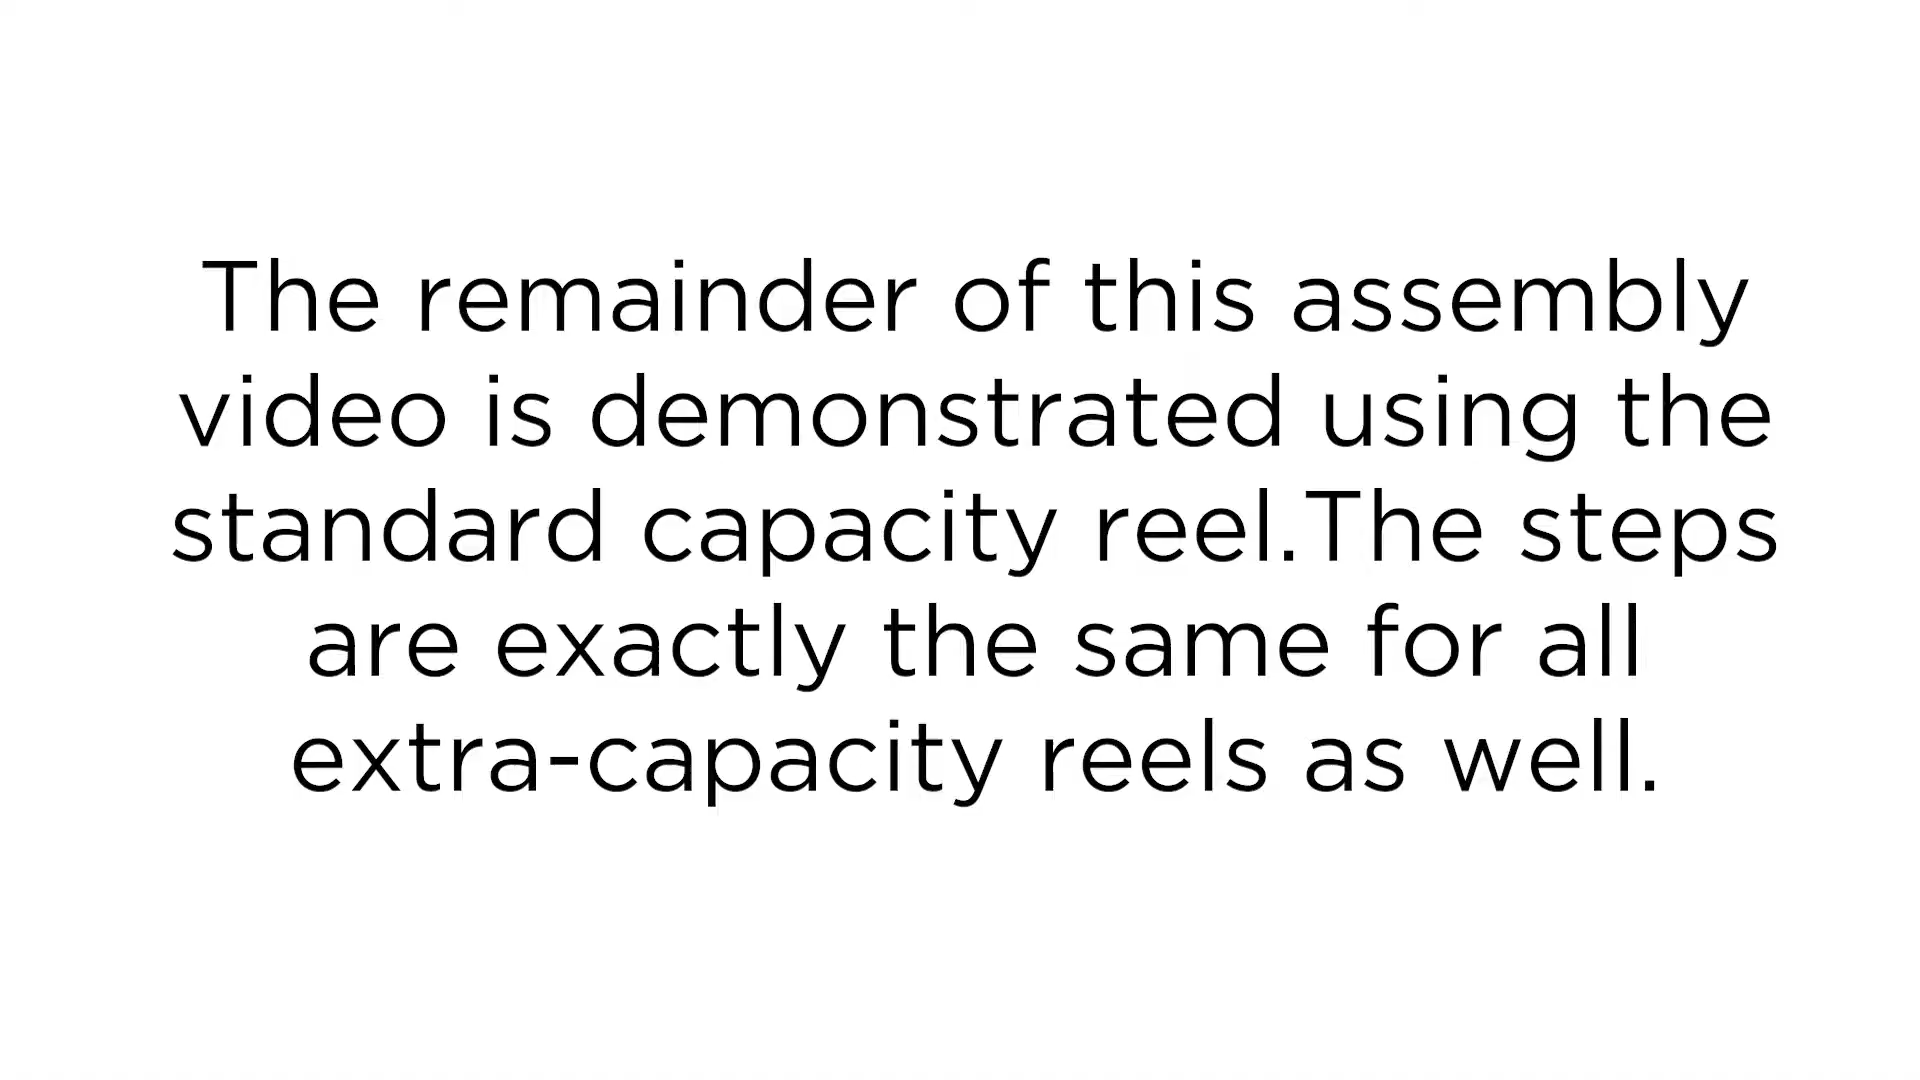 The remainder of this assembly
video is demonstrated using the
standard capacity reel.The steps
are exactly the same for all
extra-capacity reels as well.